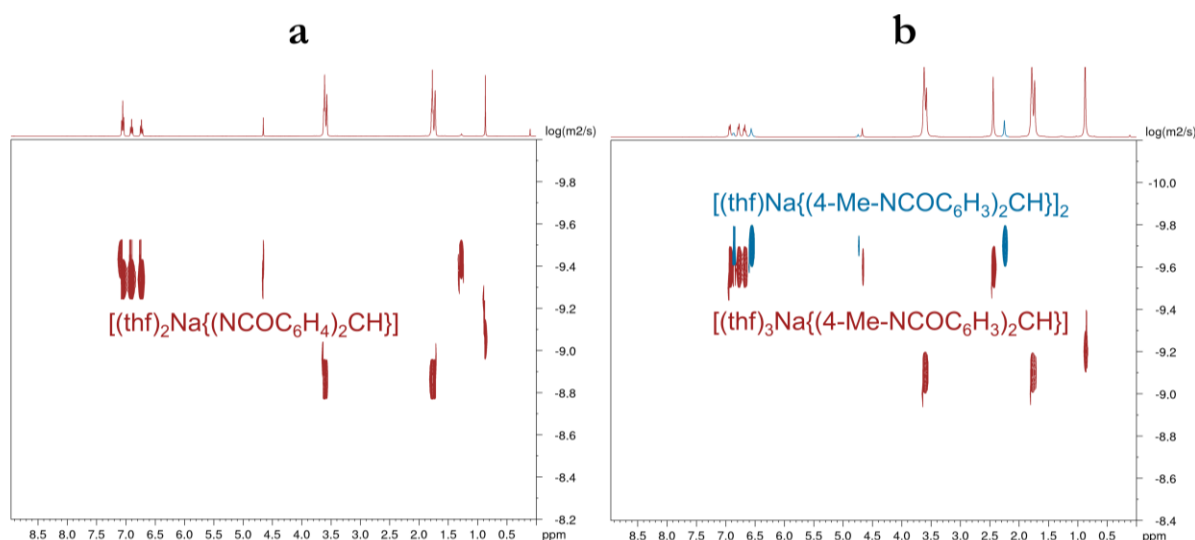 a
b
log(m2/s)
-9.8
-9.6
-9.4
-9.2
-9.0
-8.8
-8.6
-8.4
-8.2
[(thf)₂Na{(NCOC₆H₄)₂CH}]
8.5 8.0 7.5 7.0 6.5 6.0 5.5 5.0 4.5 4.0 3.5 3.0 2.5 2.0 1.5 1.0 0.5 ppm
log(m2/s)
-10.0
-9.8
-9.6
-9.4
-9.2
-9.0
-8.8
-8.6
-8.4
[(thf)Na{(4-Me-NCOC₆H₃)₂CH}]₂
[(thf)₃Na{(4-Me-NCOC₆H₃)₂CH}]
8.5 8.0 7.5 7.0 6.5 6.0 5.5 5.0 4.5 4.0 3.5 3.0 2.5 2.0 1.5 1.0 0.5 ppm